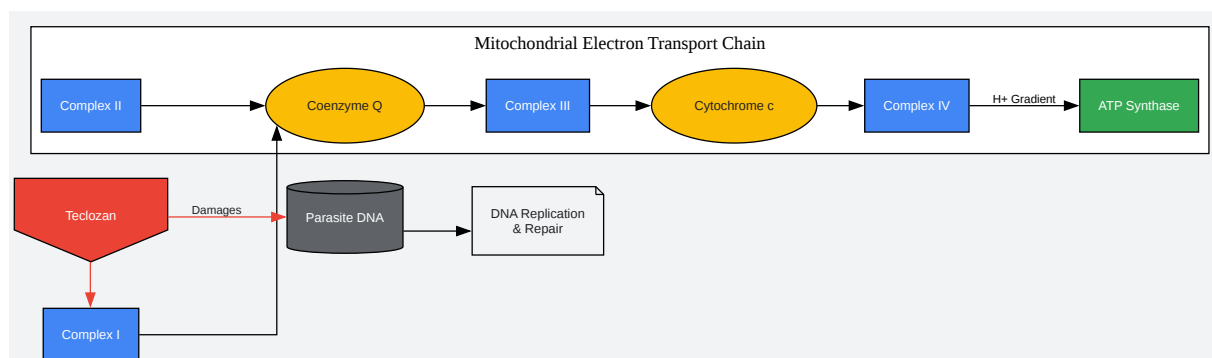 Mitochondrial Electron Transport Chain
Complex II
Coenzyme Q
Complex III
Cytochrome c
Complex IV
H+ Gradient
ATP Synthase
Teclozan
Damages
Parasite DNA
DNA Replication
& Repair
Complex I